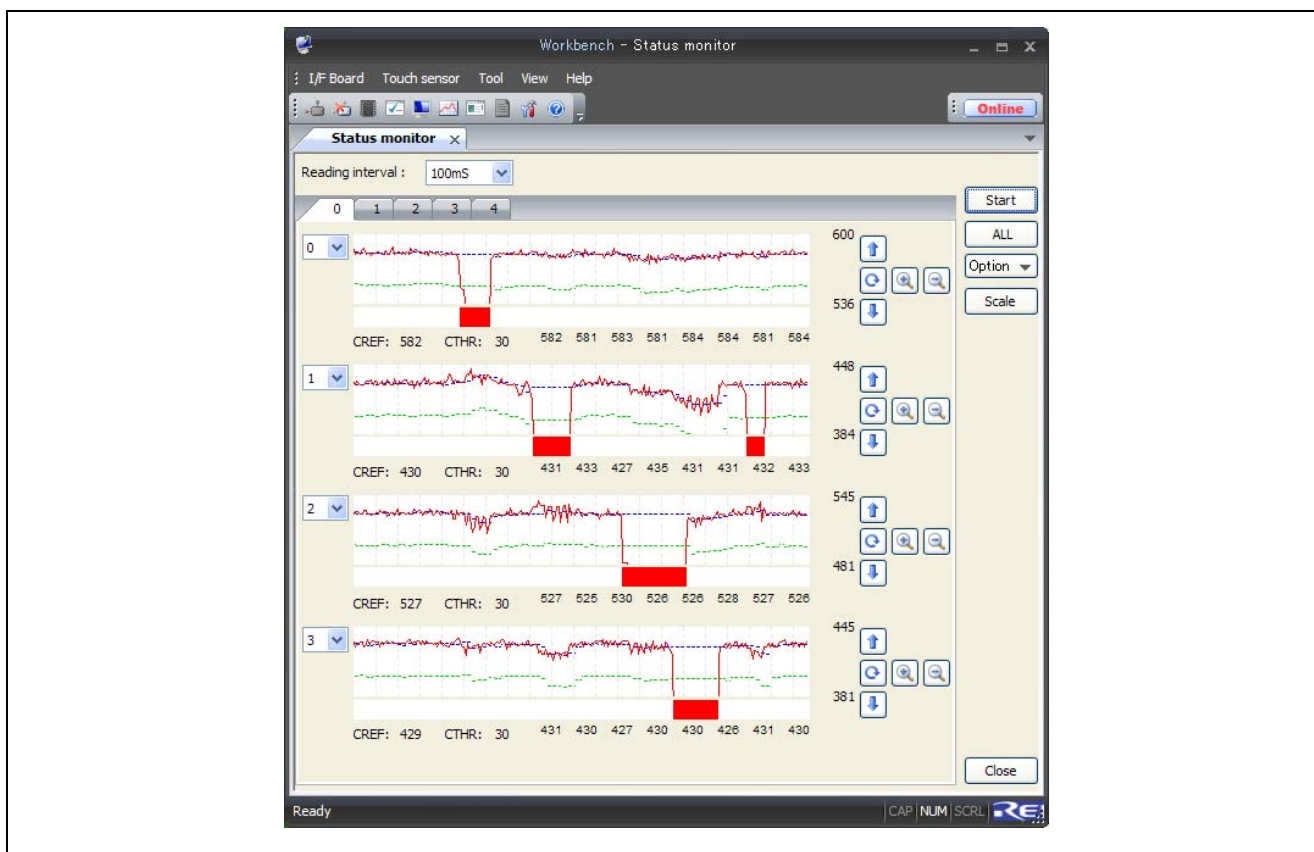 Workbench - Status monitor
I/F Board Touch sensor Tool View Help
Online
Status monitor x
Reading interval : 100mS
0 1 2 3 4
Start
ALL
Option
Scale
0
600
536
CREF: 582 CTHR: 30 582 581 583 581 584 584 581 584
1
448
384
CREF: 430 CTHR: 30 431 433 427 435 431 431 432 433
2
545
481
CREF: 527 CTHR: 30 527 525 530 526 526 528 527 526
3
445
381
CREF: 429 CTHR: 30 431 430 427 430 430 426 431 430
Close
Ready CAP NUM SCRL RE